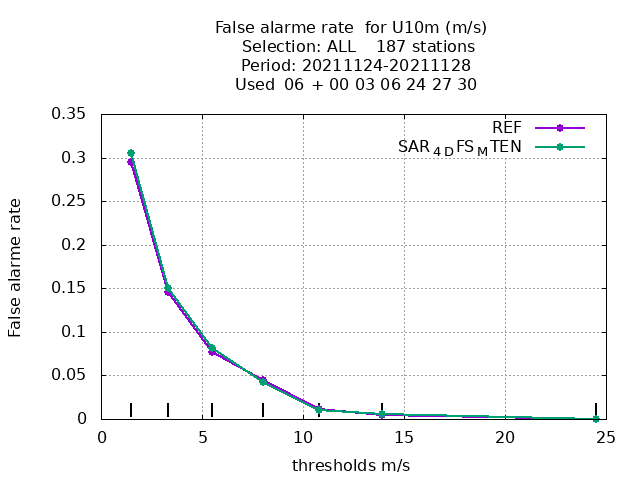 False alarme rate  for U10m (m/s)
Selection: ALL    187 stations
Period: 20211124-20211128
Used  06  + 00 03 06 24 27 30
REF
SAR4DFSMTEN
False alarme rate
0.35
0.3
0.25
0.2
0.15
0.1
0.05
0
0 5 10 15 20 25
thresholds m/s